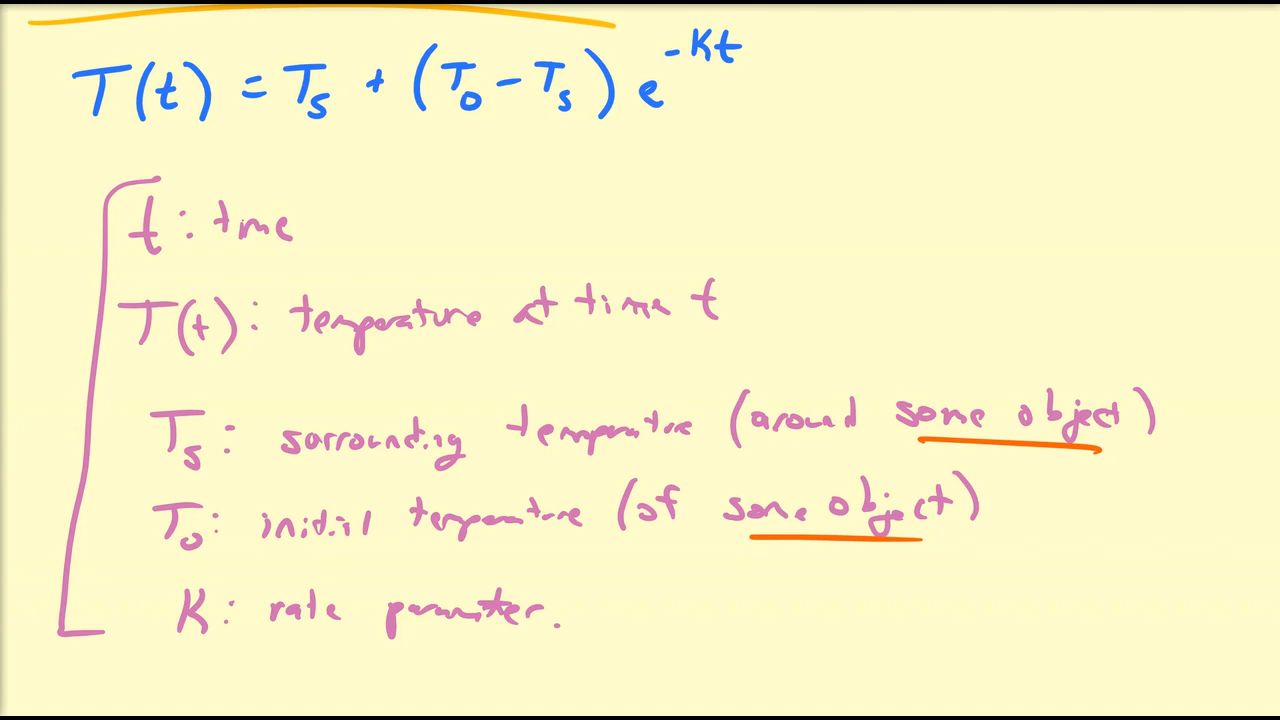 T(t) = Ts + (T0 - Ts) e^-Kt
t: time
T(t): temperature at time t
Ts: sorrounding temperature (around some object)
T0: initial temperature (of some object)
K: rate parameter.